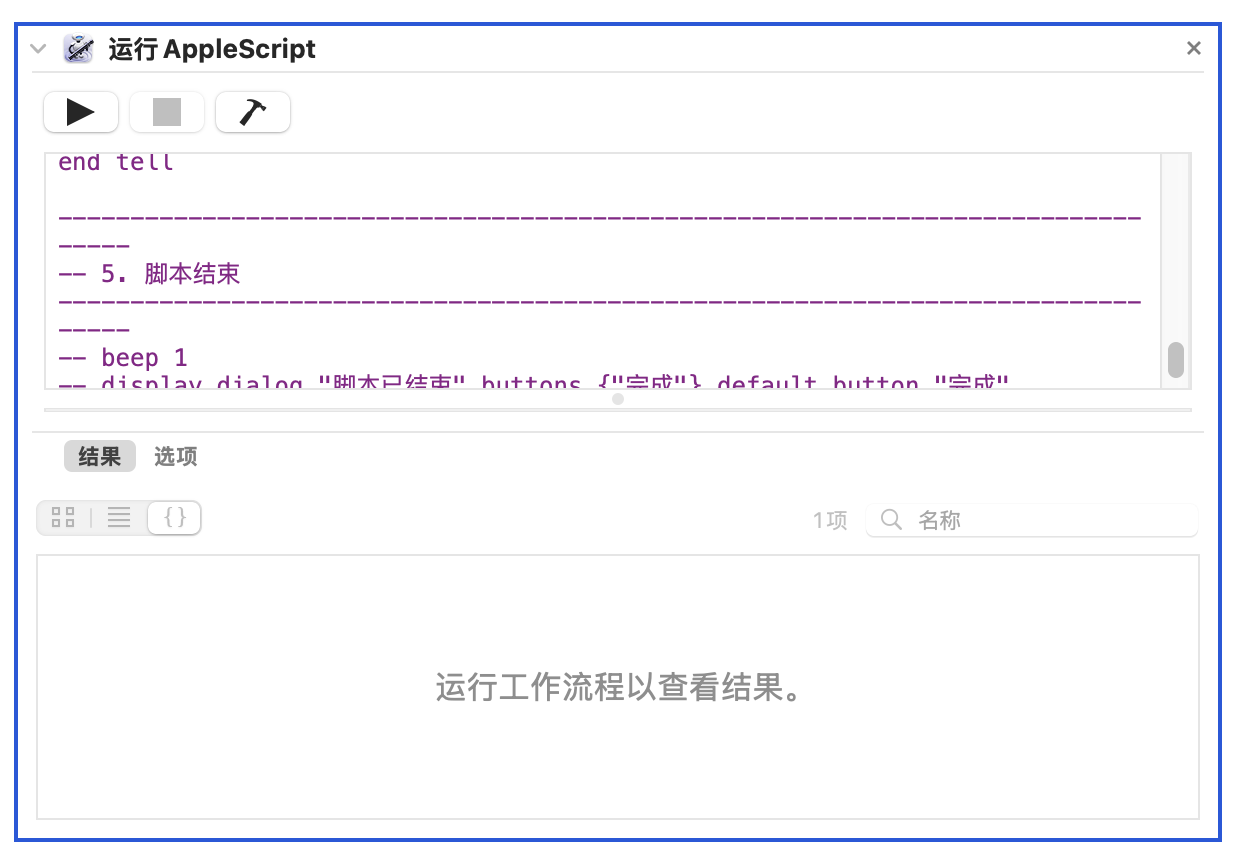 运行 AppleScript
end tell
---------------------------------------------------------------------------
-----
-- 5. 脚本结束
---------------------------------------------------------------------------
-----
-- beep 1
-- display dialog "脚本已结束" buttons {"完成"} default button "完成"
结果 选项
{} 1项 名称
运行工作流程以查看结果。